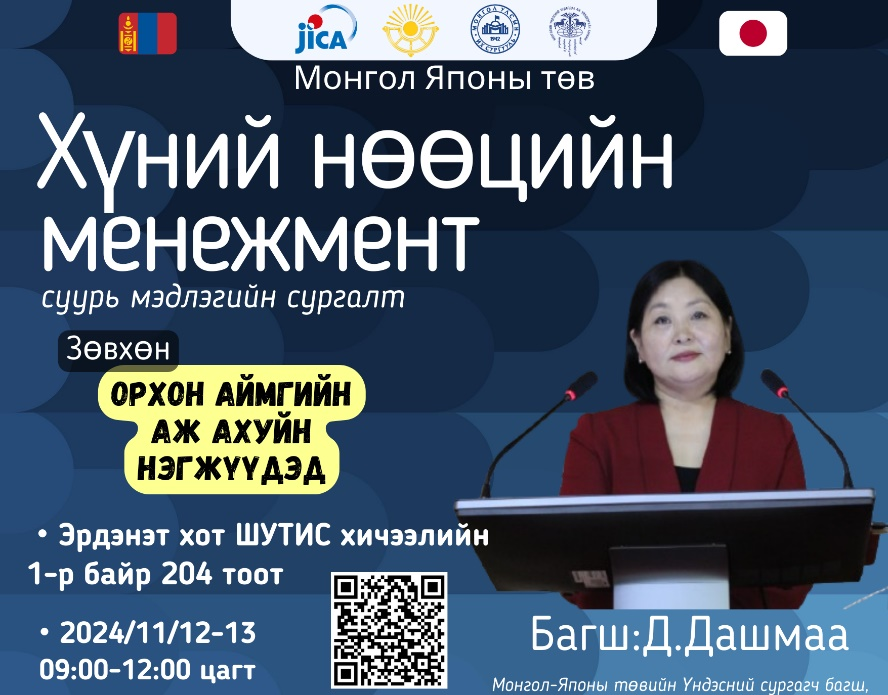 JICA
1942
Монгол Японы төв
Хүний нөөцийн
менежмент
суурь мэдлэгийн сургалт
Зөвхөн
ОРХОН АЙМГИЙН
АЖ АХУЙН
НЭГЖҮҮДЭД
• Эрдэнэт хот ШУТИС хичээлийн
1-р байр 204 тоот
• 2024/11/12-13
09:00-12:00 цагт
Багш:Д.Дашмаа
Монгол-Японы төвийн Үндэсний сургагч багш,